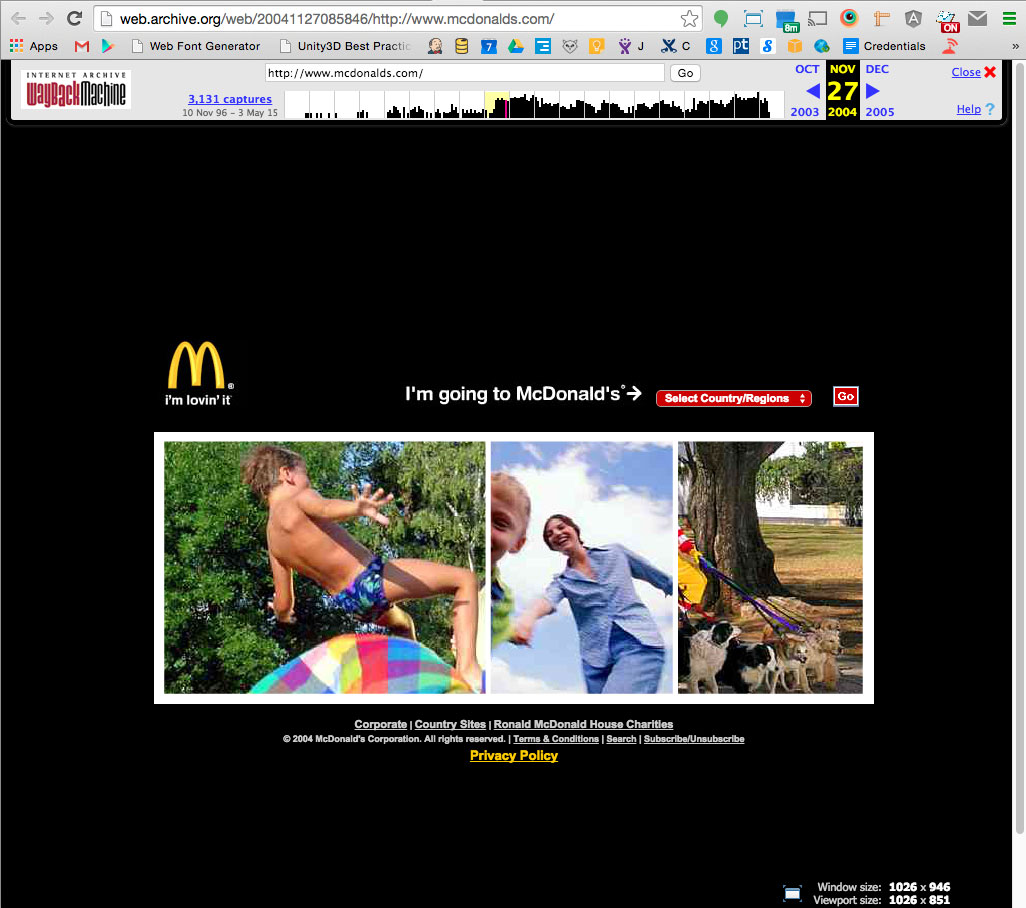 web.archive.org/web/20041127085846/http://www.mcdonalds.com/
8m
ON
Apps
Web Font Generator
Unity3D Best Practic
7
J
C
8
pt
Credentials
»
INTERNET ARCHIVE
WayBackMachine
http://www.mcdonalds.com/
Go
3,131 captures
10 Nov 96 – 3 May 15
OCT NOV DEC
27
2003 2004 2005
Close
Help ?
®
i'm lovin' it
I'm going to McDonald's°→
Select Country/Regions
Go
Corporate | Country Sites | Ronald McDonald House Charities
© 2004 McDonald's Corporation. All rights reserved. | Terms & Conditions | Search | Subscribe/Unsubscribe
Privacy Policy
Window size: 1026 x 946
Viewport size: 1026 x 851